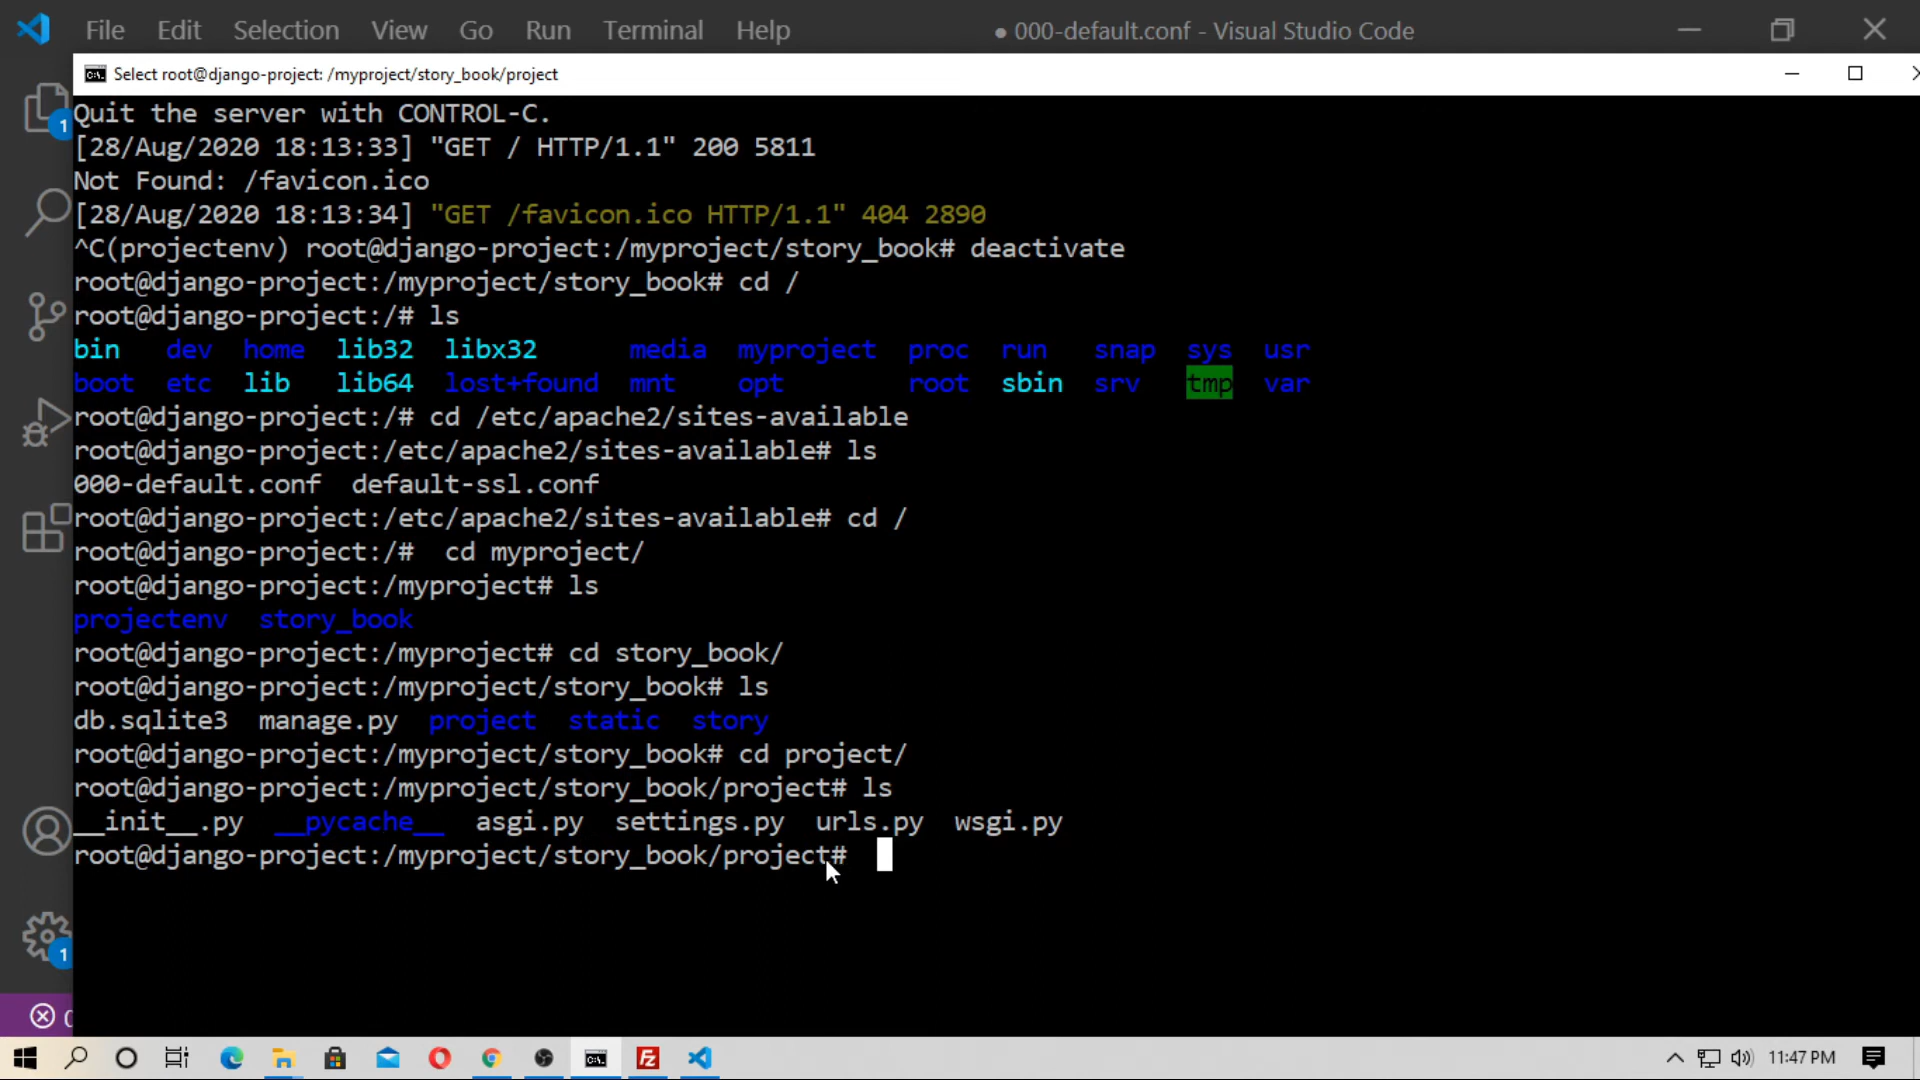 File Edit Selection View Go Run Terminal Help ● 000-default.conf - Visual Studio Code
Select root@django-project: /myproject/story_book/project
Quit the server with CONTROL-C.
[28/Aug/2020 18:13:33] "GET / HTTP/1.1" 200 5811
Not Found: /favicon.ico
[28/Aug/2020 18:13:34] "GET /favicon.ico HTTP/1.1" 404 2890
^C(projectenv) root@django-project:/myproject/story_book# deactivate
root@django-project:/myproject/story_book# cd /
root@django-project:/# ls
bin dev home lib32 libx32 media myproject proc run snap sys usr
boot etc lib lib64 lost+found mnt opt root sbin srv tmp var
root@django-project:/# cd /etc/apache2/sites-available
root@django-project:/etc/apache2/sites-available# ls
000-default.conf default-ssl.conf
root@django-project:/etc/apache2/sites-available# cd /
root@django-project:/#  cd myproject/
root@django-project:/myproject# ls
projectenv story_book
root@django-project:/myproject# cd story_book/
root@django-project:/myproject/story_book# ls
db.sqlite3 manage.py project static story
root@django-project:/myproject/story_book# cd project/
root@django-project:/myproject/story_book/project# ls
__init__.py __pycache__ asgi.py settings.py urls.py wsgi.py
root@django-project:/myproject/story_book/project#
1
1
11:47 PM